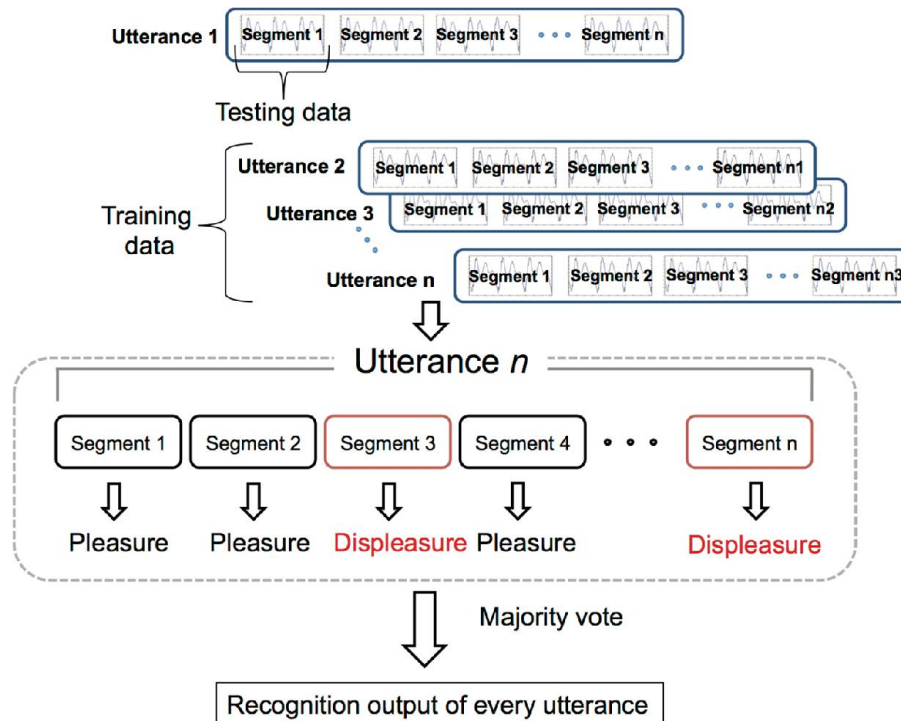 Utterance 1 Segment 1 Segment 2 Segment 3 Segment n
Testing data
Utterance 2 Segment 1 Segment 2 Segment 3 Segment n1
Training data
Utterance 3 Segment 1 Segment 2 Segment 3 Segment n2
Utterance n Segment 1 Segment 2 Segment 3 Segment n3
Utterance n
Segment 1 Segment 2 Segment 3 Segment 4 Segment n
Pleasure Pleasure Displeasure Pleasure Displeasure
Majority vote
Recognition output of every utterance